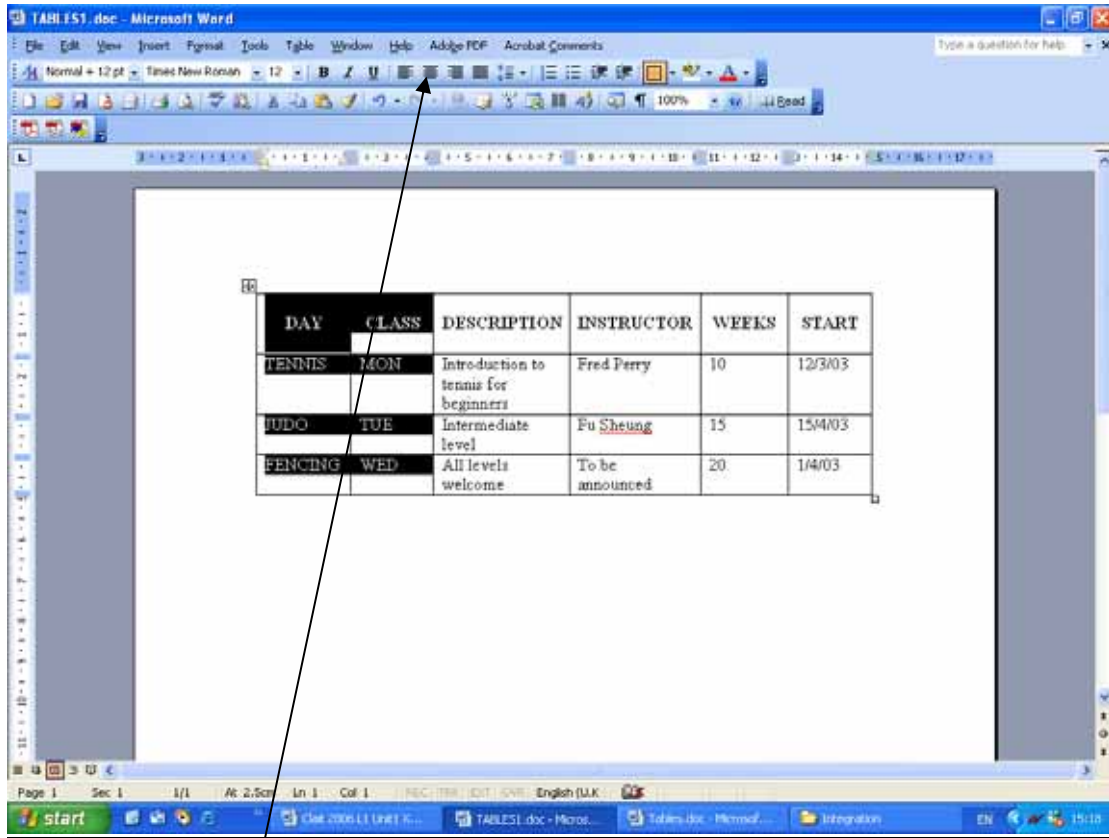 TABLES1.doc - Microsoft Word
File Edit View Insert Format Tools Table Window Help Adobe PDF Acrobat Comments Type a question for help
Normal + 12 pt Times New Roman 12 B I U
100% Read
DAY CLASS DESCRIPTION INSTRUCTOR WEEKS START
TENNIS MON Introduction to Fred Perry 10 12/3/03
tennis for
beginners
JUDO TUE Intermediate Fu Sheung 15 15/4/03
level
FENCING WED All levels To be 20 1/4/03
welcome announced
Page 1 Sec 1 1/1 At 2.5cm Ln 1 Col 1 REC TRK EXT OVR English (U.K
start Clait 2006 L1 Unit1 K... TABLES1.doc - Micros... Tables.doc - Microsof... Integration EN 15:18